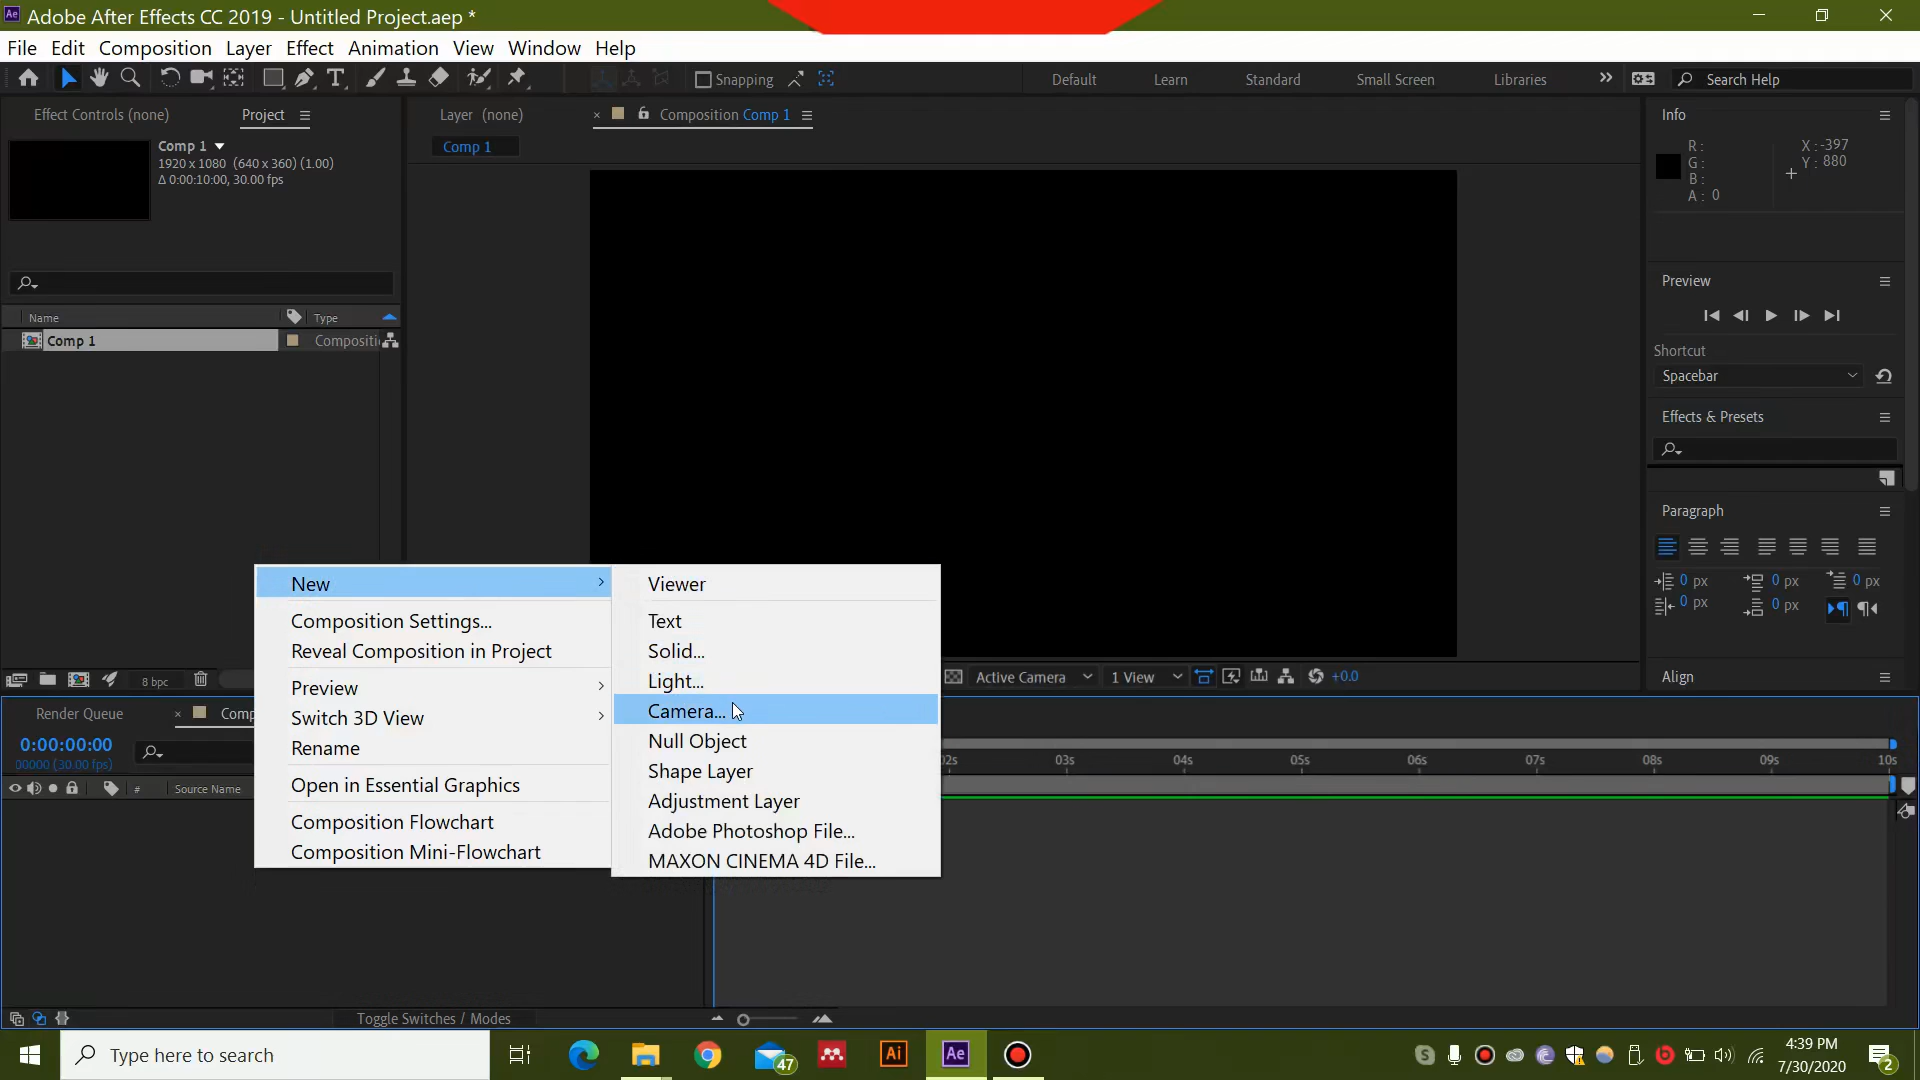 Adobe After Effects CC 2019 - Untitled Project.aep *
File Edit Composition Layer Effect Animation View Window Help
Snapping Default Learn Standard Small Screen Libraries Search Help
Effect Controls (none) Project
Layer (none) Composition Comp 1
Comp 1
Comp 1
1920 x 1080 (640 x 360) (1.00)
Δ 0:00:10:00, 30.00 fps
Name Type
Comp 1 Compositi
8 bpc
Info
R :
G :
B :
A : 0
X : -397
Y : 880
Preview
Shortcut
Spacebar
Effects & Presets
Paragraph
0 px 0 px 0 px
0 px 0 px
Align
Active Camera 1 View +0.0
New
Composition Settings...
Reveal Composition in Project
Preview
Switch 3D View
Rename
Open in Essential Graphics
Composition Flowchart
Composition Mini-Flowchart
Viewer
Text
Solid...
Light...
Camera...
Null Object
Shape Layer
Adjustment Layer
Adobe Photoshop File...
MAXON CINEMA 4D File...
Render Queue Comp
0:00:00:00
00000 (30.00 fps)
# Source Name
02s 03s 04s 05s 06s 07s 08s 09s 10s
Toggle Switches / Modes
Type here to search
47
Ai
Ae
4:39 PM
7/30/2020
2